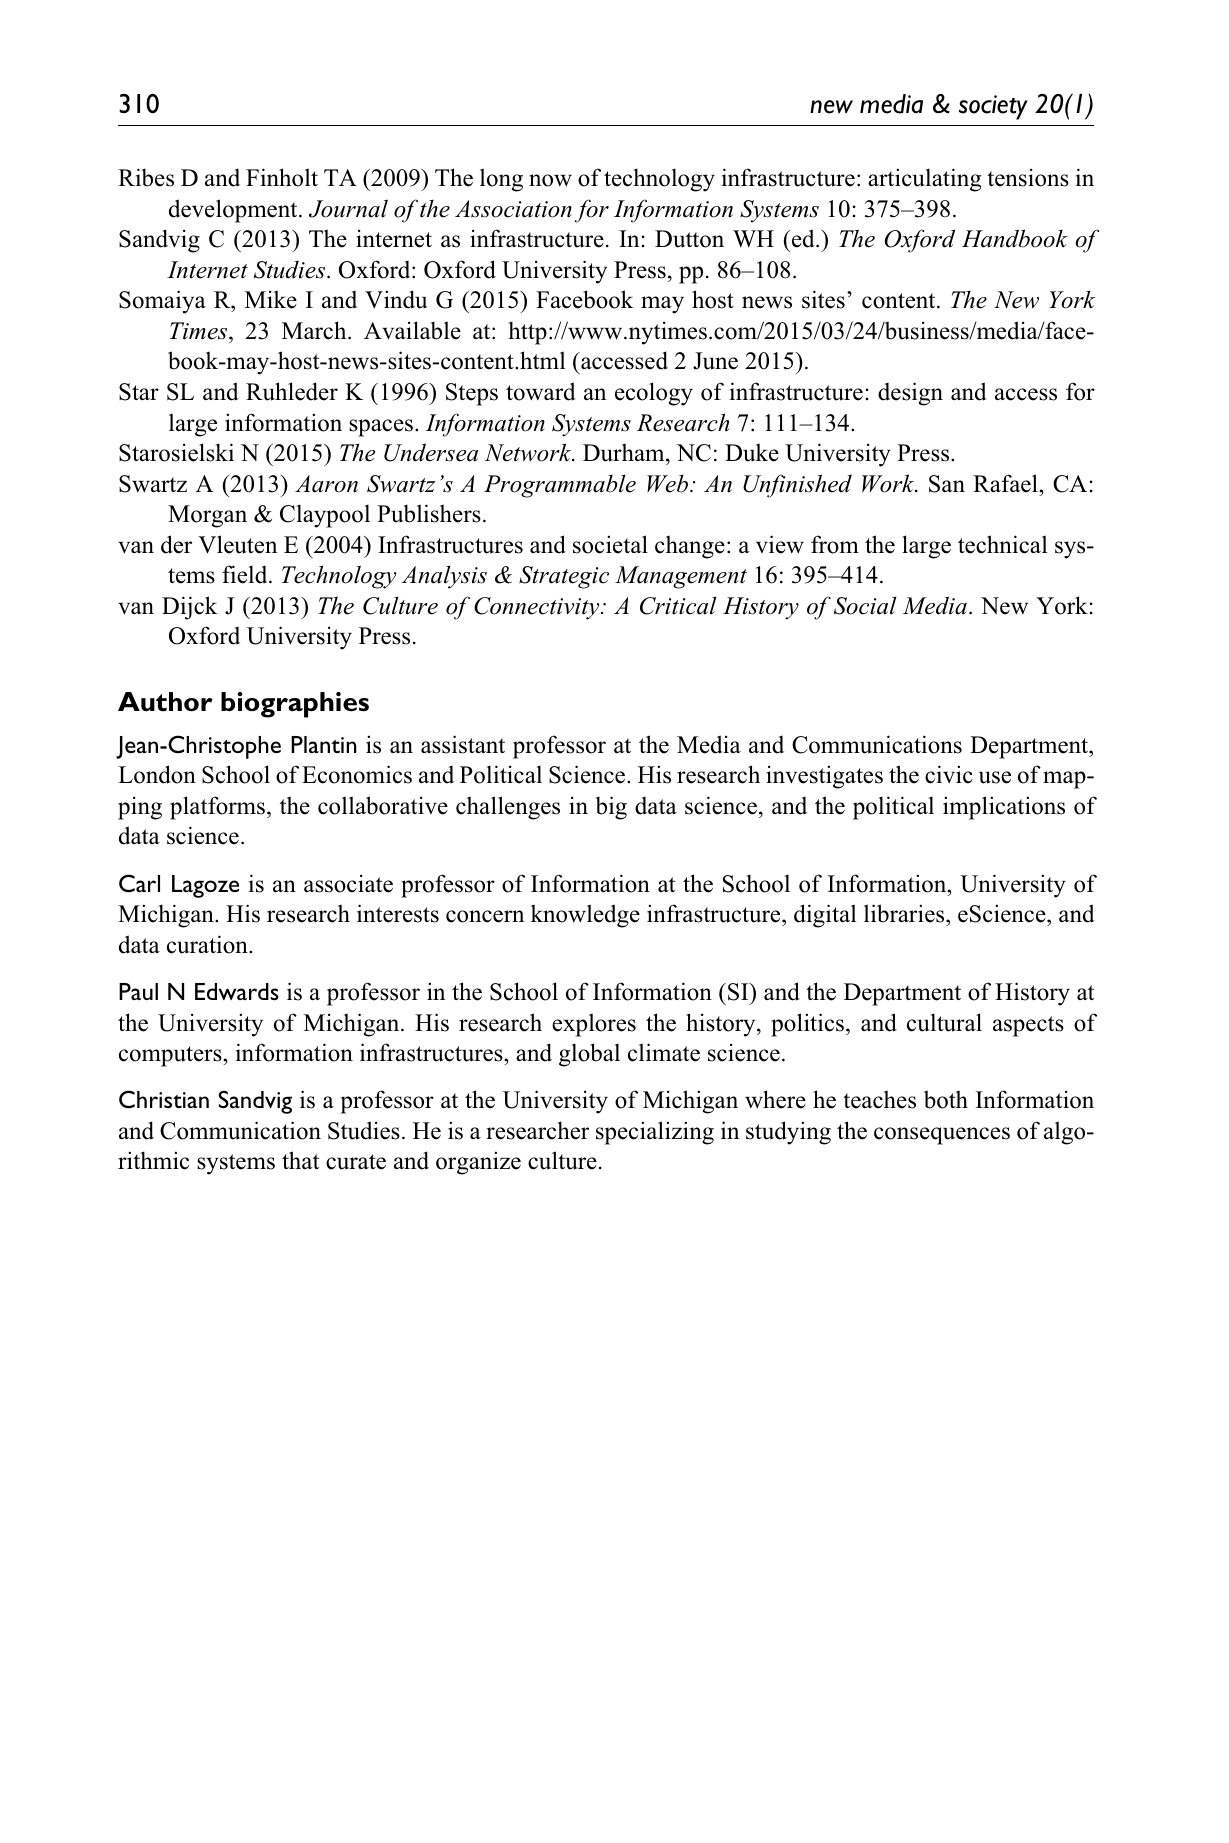 310
new media & society 20(1)
Ribes D and Finholt TA (2009) The long now of technology infrastructure: articulating tensions in
development. Journal of the Association for Information Systems 10: 375–398.
Sandvig C (2013) The internet as infrastructure. In: Dutton WH (ed.) The Oxford Handbook of
Internet Studies. Oxford: Oxford University Press, pp. 86–108.
Somaiya R, Mike I and Vindu G (2015) Facebook may host news sites’ content. The New York
Times, 23 March. Available at: http://www.nytimes.com/2015/03/24/business/media/face-
book-may-host-news-sites-content.html (accessed 2 June 2015).
Star SL and Ruhleder K (1996) Steps toward an ecology of infrastructure: design and access for
large information spaces. Information Systems Research 7: 111–134.
Starosielski N (2015) The Undersea Network. Durham, NC: Duke University Press.
Swartz A (2013) Aaron Swartz’s A Programmable Web: An Unfinished Work. San Rafael, CA:
Morgan & Claypool Publishers.
van der Vleuten E (2004) Infrastructures and societal change: a view from the large technical sys-
tems field. Technology Analysis & Strategic Management 16: 395–414.
van Dijck J (2013) The Culture of Connectivity: A Critical History of Social Media. New York:
Oxford University Press.
Author biographies
Jean-Christophe Plantin is an assistant professor at the Media and Communications Department,
London School of Economics and Political Science. His research investigates the civic use of map-
ping platforms, the collaborative challenges in big data science, and the political implications of
data science.
Carl Lagoze is an associate professor of Information at the School of Information, University of
Michigan. His research interests concern knowledge infrastructure, digital libraries, eScience, and
data curation.
Paul N Edwards is a professor in the School of Information (SI) and the Department of History at
the University of Michigan. His research explores the history, politics, and cultural aspects of
computers, information infrastructures, and global climate science.
Christian Sandvig is a professor at the University of Michigan where he teaches both Information
and Communication Studies. He is a researcher specializing in studying the consequences of algo-
rithmic systems that curate and organize culture.